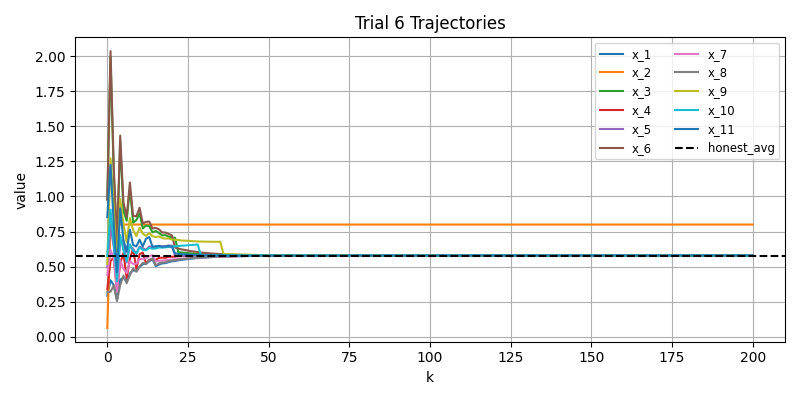 Trial 6 Trajectories
value
2.00
1.75
1.50
1.25
1.00
0.75
0.50
0.25
0.00
x_1
x_2
x_3
x_4
x_5
x_6
x_7
x_8
x_9
x_10
x_11
honest_avg
0 25 50 75 100 125 150 175 200
k